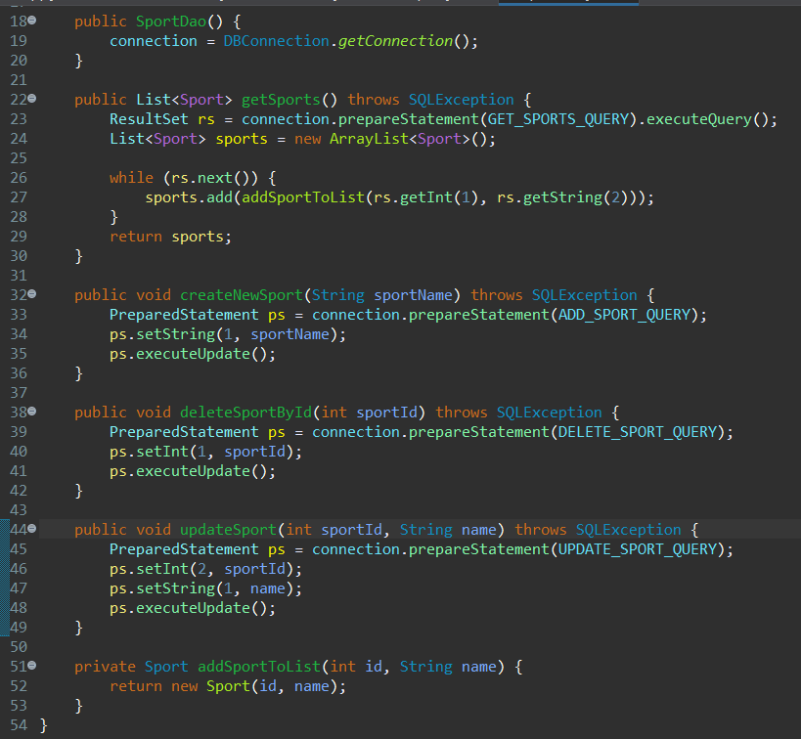 18 public SportDao() {
19 connection = DBConnection.getConnection();
20 }
21
22 public List<Sport> getSports() throws SQLException {
23 ResultSet rs = connection.prepareStatement(GET_SPORTS_QUERY).executeQuery();
24 List<Sport> sports = new ArrayList<Sport>();
25
26 while (rs.next()) {
27 sports.add(addSportToList(rs.getInt(1), rs.getString(2)));
28 }
29 return sports;
30 }
31
32 public void createNewSport(String sportName) throws SQLException {
33 PreparedStatement ps = connection.prepareStatement(ADD_SPORT_QUERY);
34 ps.setString(1, sportName);
35 ps.executeUpdate();
36 }
37
38 public void deleteSportById(int sportId) throws SQLException {
39 PreparedStatement ps = connection.prepareStatement(DELETE_SPORT_QUERY);
40 ps.setInt(1, sportId);
41 ps.executeUpdate();
42 }
43
44 public void updateSport(int sportId, String name) throws SQLException {
45 PreparedStatement ps = connection.prepareStatement(UPDATE_SPORT_QUERY);
46 ps.setInt(2, sportId);
47 ps.setString(1, name);
48 ps.executeUpdate();
49 }
50
51 private Sport addSportToList(int id, String name) {
52 return new Sport(id, name);
53 }
54 }